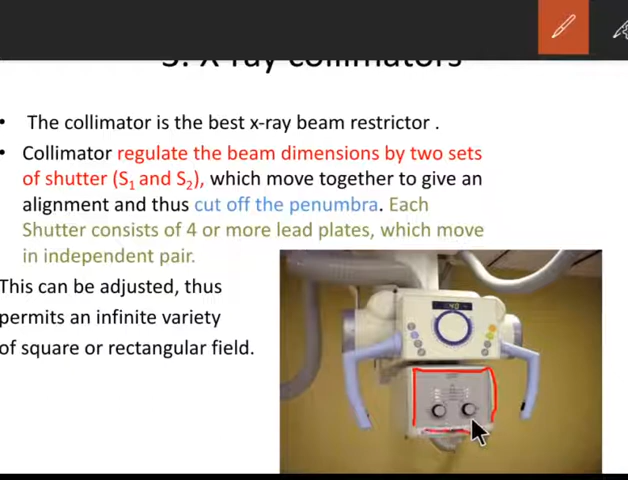 3. X-ray collimators
• The collimator is the best x-ray beam restrictor .
• Collimator regulate the beam dimensions by two sets
of shutter (S1 and S2), which move together to give an
alignment and thus cut off the penumbra. Each
Shutter consists of 4 or more lead plates, which move
in independent pair.
This can be adjusted, thus
permits an infinite variety
of square or rectangular field.
40